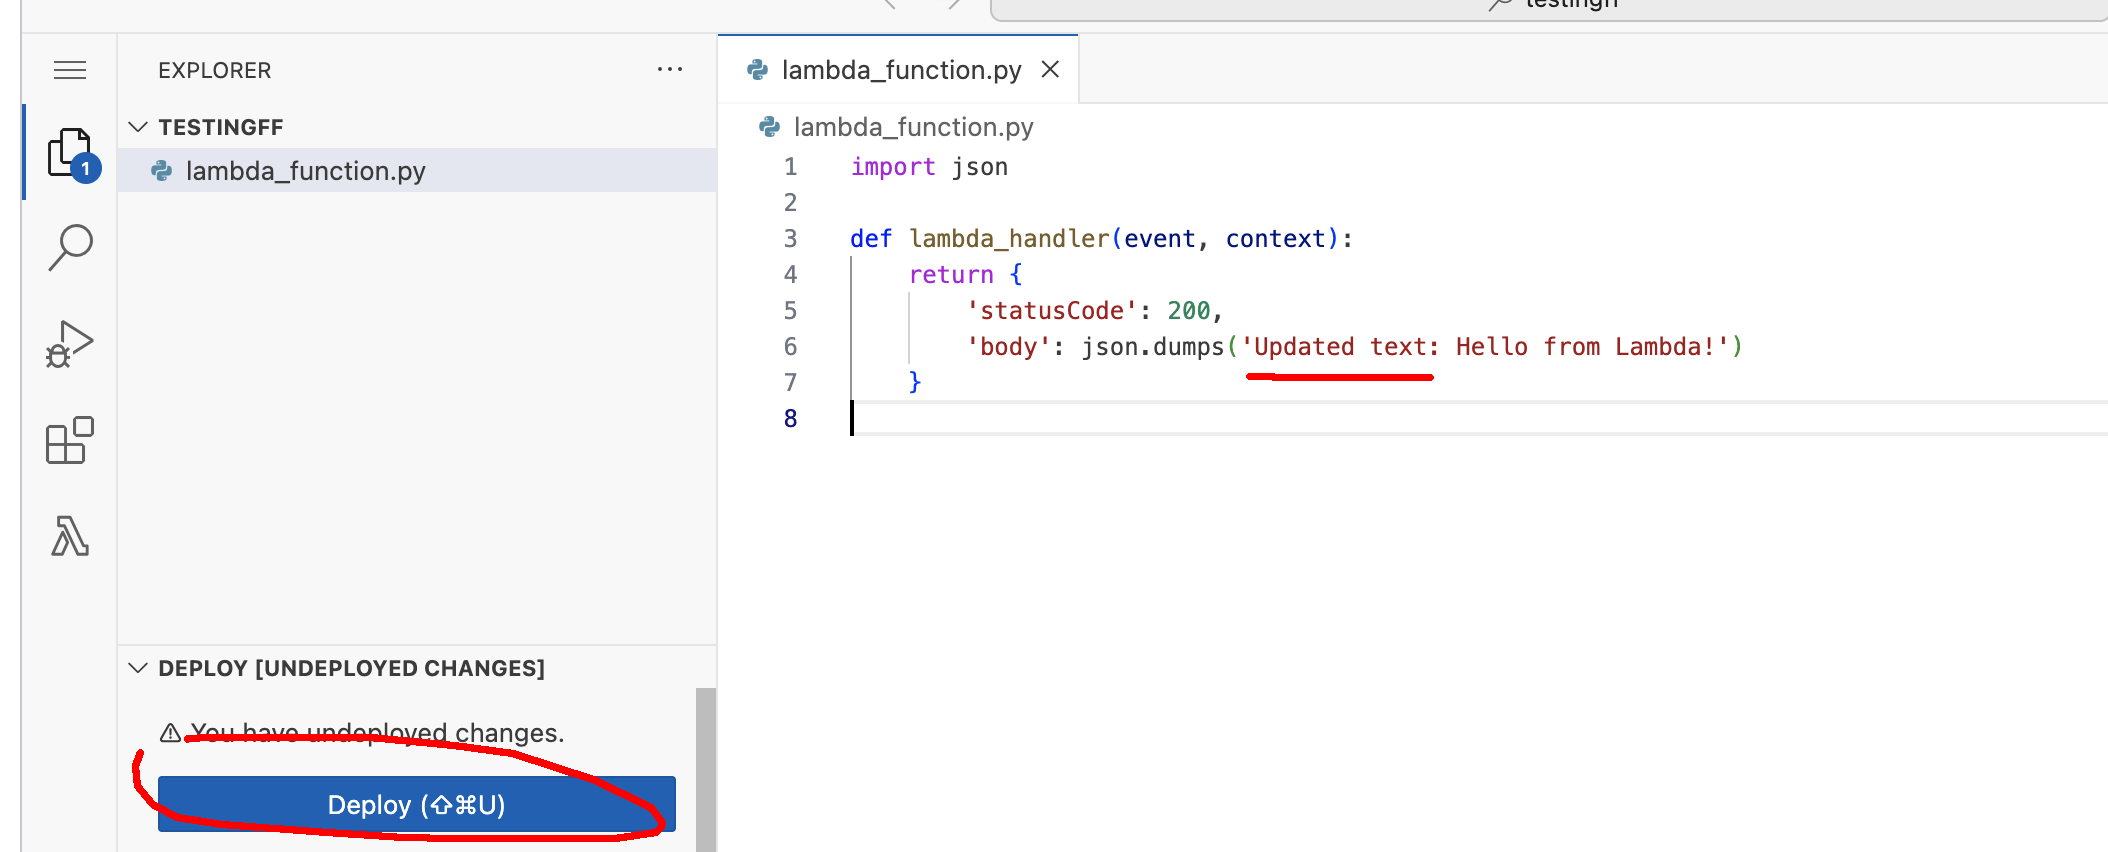 testingff
EXPLORER
lambda_function.py
TESTINGFF
1
lambda_function.py
lambda_function.py
1 import json
2
3 def lambda_handler(event, context):
4 return {
5 'statusCode': 200,
6 'body': json.dumps('Updated text: Hello from Lambda!')
7 }
8
DEPLOY [UNDEPLOYED CHANGES]
You have undeployed changes.
Deploy (⇧⌘U)